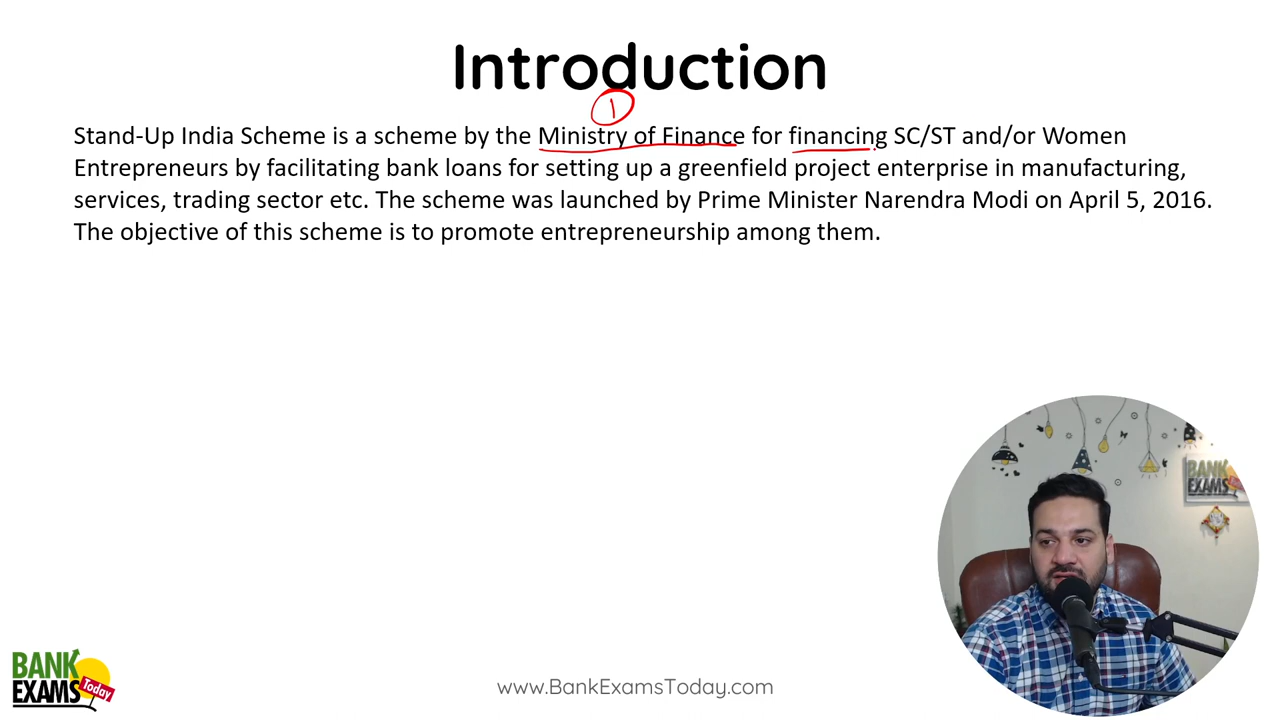 Introduction
1
Stand-Up India Scheme is a scheme by the Ministry of Finance for financing SC/ST and/or Women
Entrepreneurs by facilitating bank loans for setting up a greenfield project enterprise in manufacturing,
services, trading sector etc. The scheme was launched by Prime Minister Narendra Modi on April 5, 2016.
The objective of this scheme is to promote entrepreneurship among them.
BANK
EXAMS
BANK
EXAMS
Today
www.BankExamsToday.com